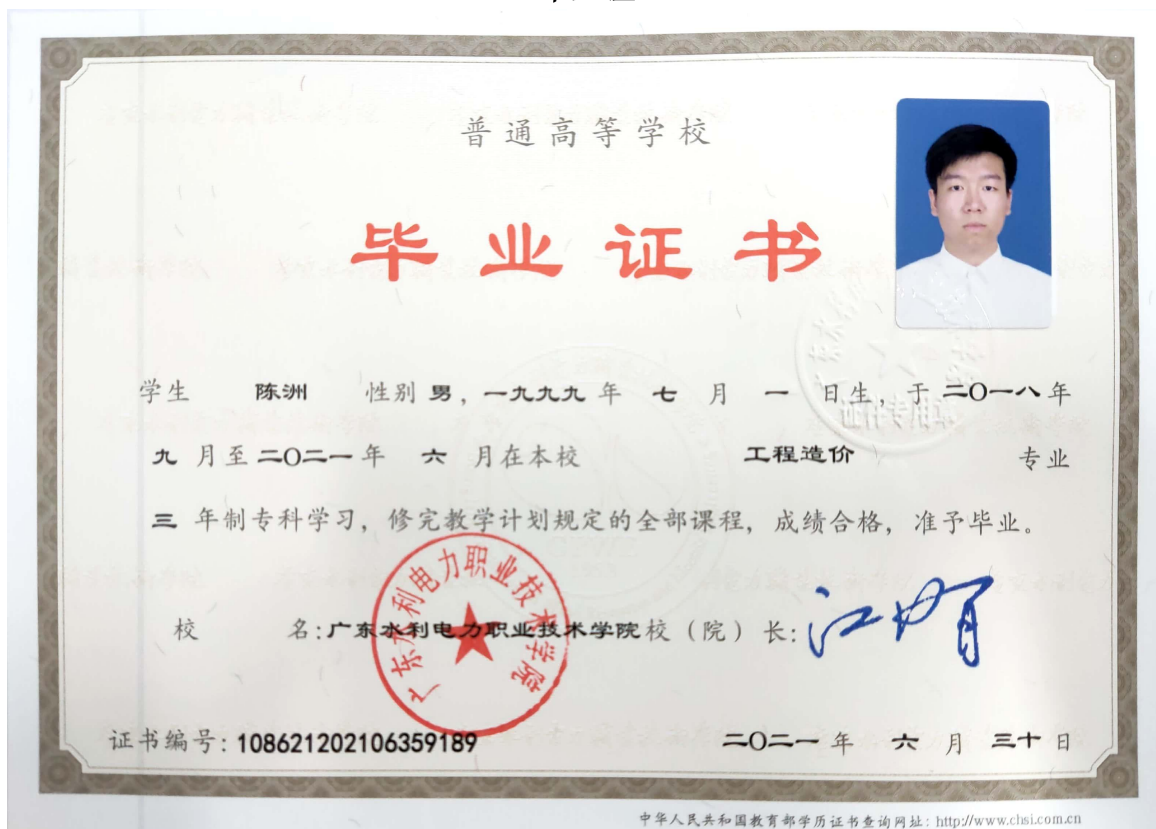 普通高等学校
毕业证书
学生 陈洲 性别 男，一九九九 年 七 月 一 日生，于 二〇一八 年
九 月至 二〇二一 年 六 月在本校 工程造价 专业
三 年制专科学习，修完教学计划规定的全部课程，成绩合格，准予毕业。
校 名：广东水利电力职业技术学院 校（院）长：
广东水利电力职业技术学院
证书编号：108621202106359189 二〇二一 年 六 月 三十 日
中华人民共和国教育部学历证书查询网址：http://www.chsi.com.cn